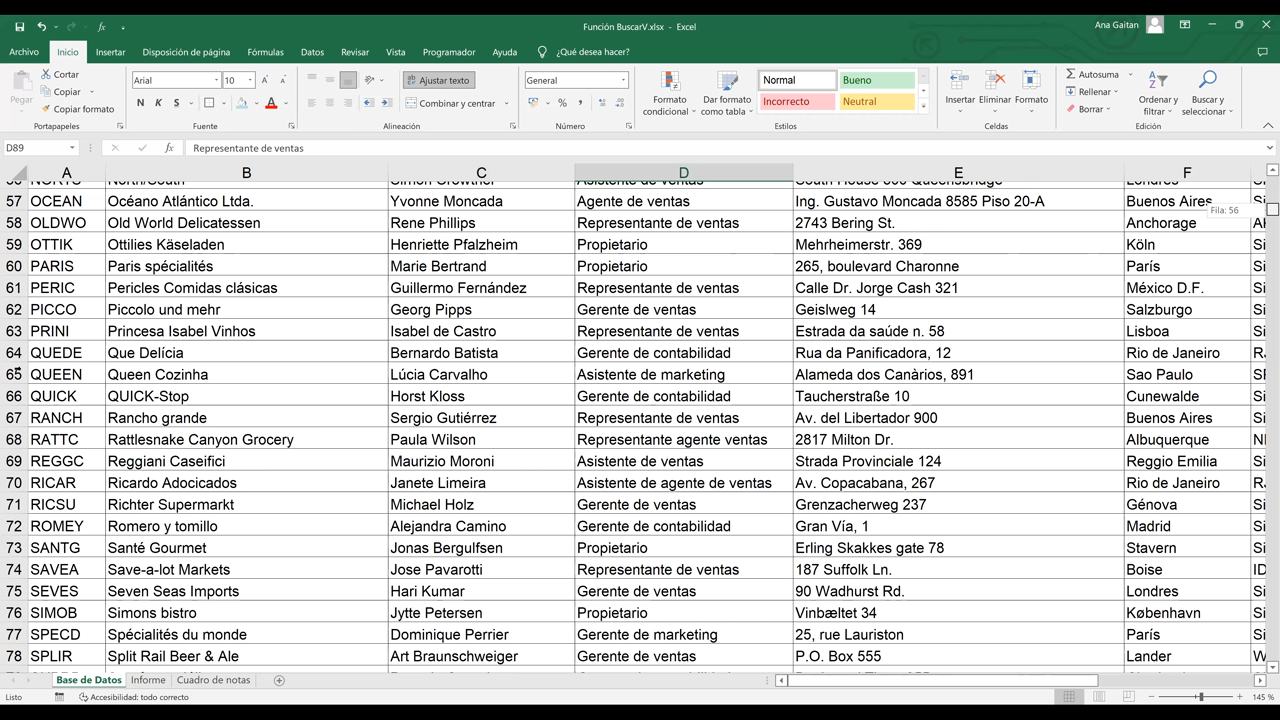 Función BuscarV.xlsx - Excel
Ana Gaitan
Archivo Inicio Insertar Disposición de página Fórmulas Datos Revisar Vista Programador Ayuda ¿Qué desea hacer?
Pegar
Cortar
Copiar
Copiar formato
Portapapeles
Arial 10
N K S
Fuente
Ajustar texto
Combinar y centrar
Alineación
General
Número
Formato condicional
Dar formato como tabla
Normal Bueno
Incorrecto Neutral
Estilos
Insertar Eliminar Formato
Celdas
Autosuma
Rellenar
Borrar
Ordenar y filtrar
Buscar y seleccionar
Edición
D89 fx Representante de ventas
A B C D E F
57 OCEAN Océano Atlántico Ltda. Yvonne Moncada Agente de ventas Ing. Gustavo Moncada 8585 Piso 20-A Buenos Aires
Fila: 56
58 OLDWO Old World Delicatessen Rene Phillips Representante de ventas 2743 Bering St. Anchorage
59 OTTIK Ottilies Käseladen Henriette Pfalzheim Propietario Mehrheimerstr. 369 Köln
60 PARIS Paris spécialités Marie Bertrand Propietario 265, boulevard Charonne París
61 PERIC Pericles Comidas clásicas Guillermo Fernández Representante de ventas Calle Dr. Jorge Cash 321 México D.F.
62 PICCO Piccolo und mehr Georg Pipps Gerente de ventas Geislweg 14 Salzburgo
63 PRINI Princesa Isabel Vinhos Isabel de Castro Representante de ventas Estrada da saúde n. 58 Lisboa
64 QUEDE Que Delícia Bernardo Batista Gerente de contabilidad Rua da Panificadora, 12 Rio de Janeiro
65 QUEEN Queen Cozinha Lúcia Carvalho Asistente de marketing Alameda dos Canàrios, 891 Sao Paulo
66 QUICK QUICK-Stop Horst Kloss Gerente de contabilidad Taucherstraße 10 Cunewalde
67 RANCH Rancho grande Sergio Gutiérrez Representante de ventas Av. del Libertador 900 Buenos Aires
68 RATTC Rattlesnake Canyon Grocery Paula Wilson Representante agente ventas 2817 Milton Dr. Albuquerque
69 REGGC Reggiani Caseifici Maurizio Moroni Asistente de ventas Strada Provinciale 124 Reggio Emilia
70 RICAR Ricardo Adocicados Janete Limeira Asistente de agente de ventas Av. Copacabana, 267 Rio de Janeiro
71 RICSU Richter Supermarkt Michael Holz Gerente de ventas Grenzacherweg 237 Génova
72 ROMEY Romero y tomillo Alejandra Camino Gerente de contabilidad Gran Vía, 1 Madrid
73 SANTG Santé Gourmet Jonas Bergulfsen Propietario Erling Skakkes gate 78 Stavern
74 SAVEA Save-a-lot Markets Jose Pavarotti Representante de ventas 187 Suffolk Ln. Boise ID
75 SEVES Seven Seas Imports Hari Kumar Gerente de ventas 90 Wadhurst Rd. Londres
76 SIMOB Simons bistro Jytte Petersen Propietario Vinbæltet 34 København
77 SPECD Spécialités du monde Dominique Perrier Gerente de marketing 25, rue Lauriston París
78 SPLIR Split Rail Beer & Ale Art Braunschweiger Gerente de ventas P.O. Box 555 Lander
Base de Datos Informe Cuadro de notas
Listo Accesibilidad: todo correcto 145 %